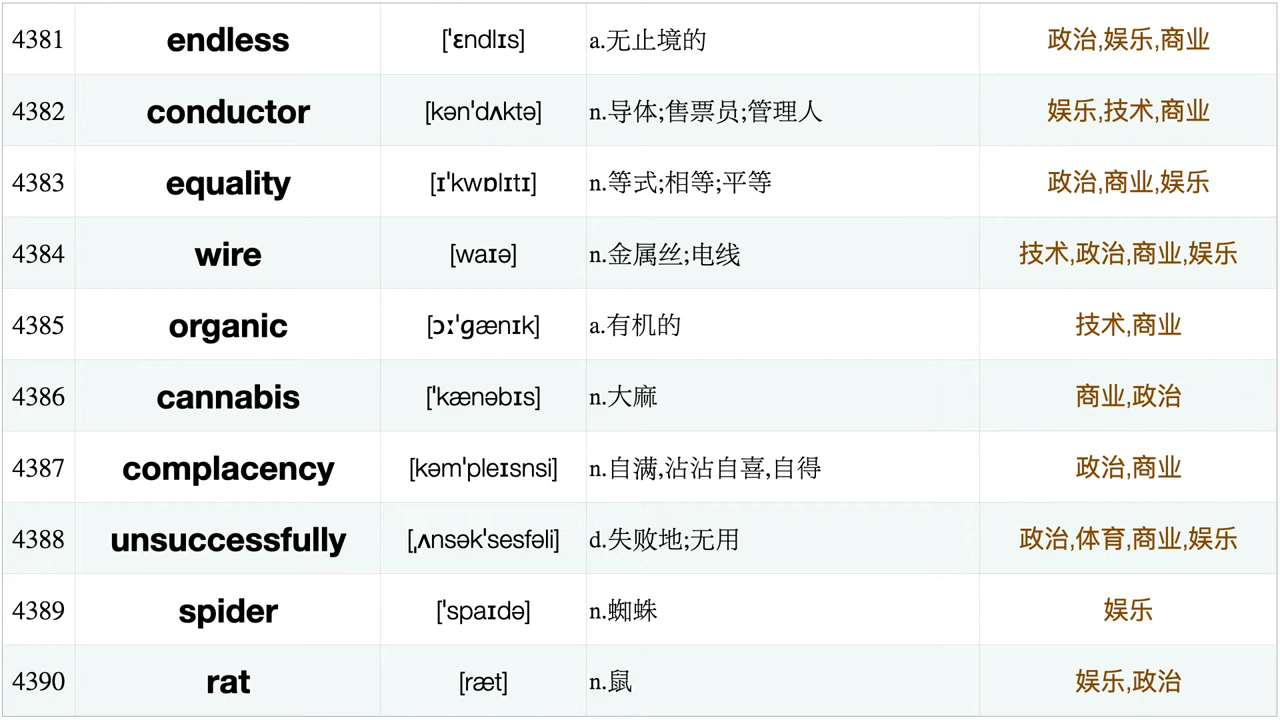 4381 endless [ˈɛndlɪs] a.无止境的 政治,娱乐,商业
4382 conductor [kənˈdʌktə] n.导体;售票员;管理人 娱乐,技术,商业
4383 equality [ɪˈkwɒlɪtɪ] n.等式;相等;平等 政治,商业,娱乐
4384 wire [waɪə] n.金属丝;电线 技术,政治,商业,娱乐
4385 organic [ɔːˈɡænɪk] a.有机的 技术,商业
4386 cannabis [ˈkænəbɪs] n.大麻 商业,政治
4387 complacency [kəmˈpleɪsnsi] n.自满,沾沾自喜,自得 政治,商业
4388 unsuccessfully [ˌʌnsəkˈsesfəli] d.失败地;无用 政治,体育,商业,娱乐
4389 spider [ˈspaɪdə] n.蜘蛛 娱乐
4390 rat [ræt] n.鼠 娱乐,政治